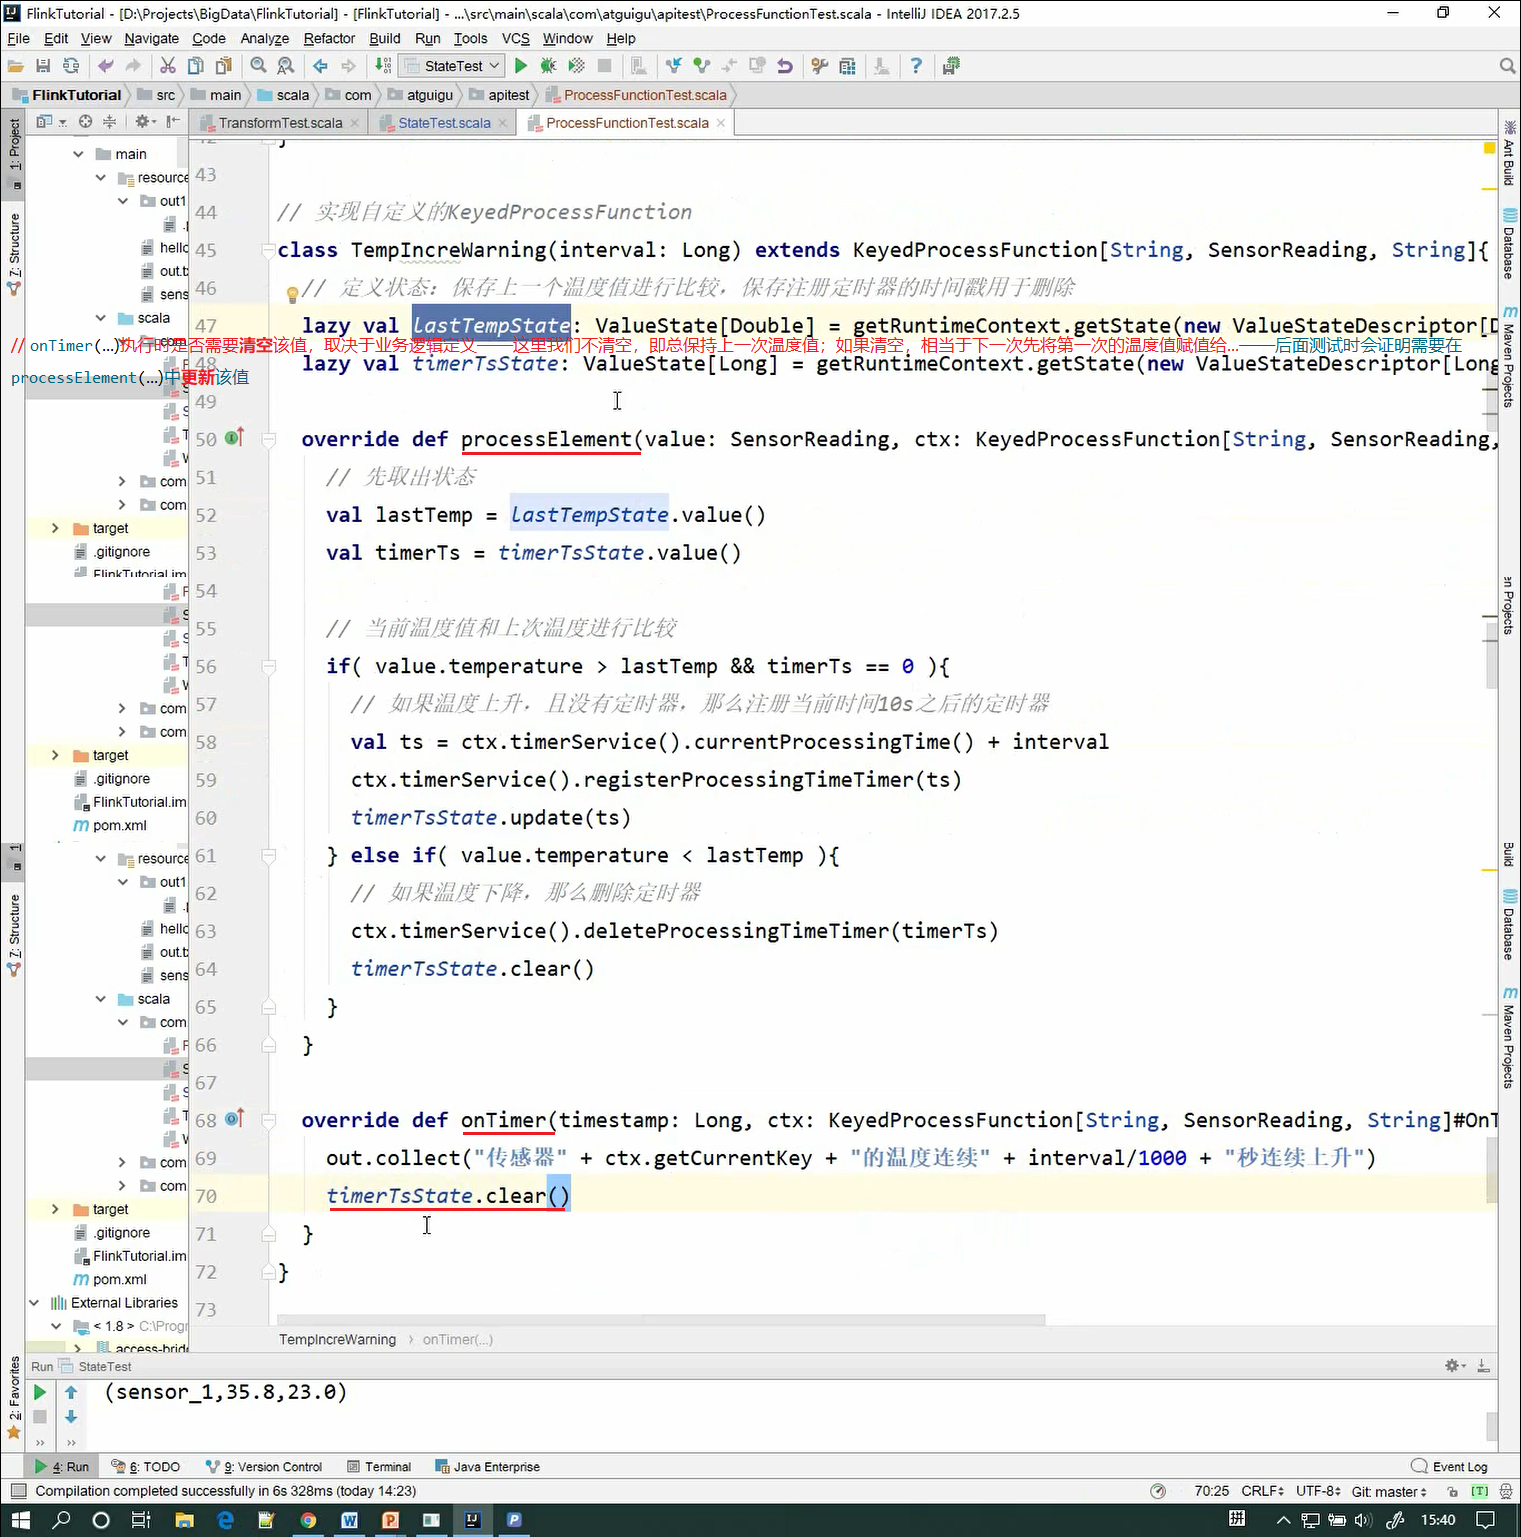 FlinkTutorial - [D:\Projects\BigData\FlinkTutorial] - [FlinkTutorial] - ...\src\main\scala\com\atguigu\apitest\ProcessFunctionTest.scala - IntelliJ IDEA 2017.2.5
File Edit View Navigate Code Analyze Refactor Build Run Tools VCS Window Help
StateTest
FlinkTutorial src main scala com atguigu apitest ProcessFunctionTest.scala
TransformTest.scala StateTest.scala ProcessFunctionTest.scala
1: Project
7: Structure
2: Favorites
Ant Build
Database
Maven Projects
main
resource
out1
hello
out.t
sens
scala
com
com
target
.gitignore
FlinkTutorial.im
com
com
target
.gitignore
FlinkTutorial.im
pom.xml
resource
out1
hello
out.t
sens
scala
com
com
com
target
.gitignore
FlinkTutorial.im
pom.xml
External Libraries
< 1.8 > C:\Progr
access-brid
43
44 // 实现自定义的KeyedProcessFunction
45 class TempIncreWarning(interval: Long) extends KeyedProcessFunction[String, SensorReading, String]{
46 // 定义状态：保存上一个温度值进行比较，保存注册定时器的时间戳用于删除
47 lazy val lastTempState: ValueState[Double] = getRuntimeContext.getState(new ValueStateDescriptor[D
// onTimer(…)执行时是否需要清空该值，取决于业务逻辑定义——这里我们不清空，即总保持上一次温度值；如果清空，相当于下一次先将第一次的温度值赋值给...——后面测试时会证明需要在
48 lazy val timerTsState: ValueState[Long] = getRuntimeContext.getState(new ValueStateDescriptor[Long
processElement(…)中更新该值
49
50 override def processElement(value: SensorReading, ctx: KeyedProcessFunction[String, SensorReading,
51 // 先取出状态
52 val lastTemp = lastTempState.value()
53 val timerTs = timerTsState.value()
54
55 // 当前温度值和上次温度进行比较
56 if( value.temperature > lastTemp && timerTs == 0 ){
57 // 如果温度上升，且没有定时器，那么注册当前时间10s之后的定时器
58 val ts = ctx.timerService().currentProcessingTime() + interval
59 ctx.timerService().registerProcessingTimeTimer(ts)
60 timerTsState.update(ts)
61 } else if( value.temperature < lastTemp ){
62 // 如果温度下降，那么删除定时器
63 ctx.timerService().deleteProcessingTimeTimer(timerTs)
64 timerTsState.clear()
65 }
66 }
67
68 override def onTimer(timestamp: Long, ctx: KeyedProcessFunction[String, SensorReading, String]#OnT
69 out.collect("传感器" + ctx.getCurrentKey + "的温度连续" + interval/1000 + "秒连续上升")
70 timerTsState.clear()
71 }
72 }
73
TempIncreWarning › onTimer(...)
7: Structure
en Projects
Build
Database
Maven Projects
Run StateTest
(sensor_1,35.8,23.0)
4: Run 6: TODO 9: Version Control Terminal Java Enterprise Event Log
Compilation completed successfully in 6s 328ms (today 14:23) 70:25 CRLF UTF-8 Git: master [T]
拼 15:40